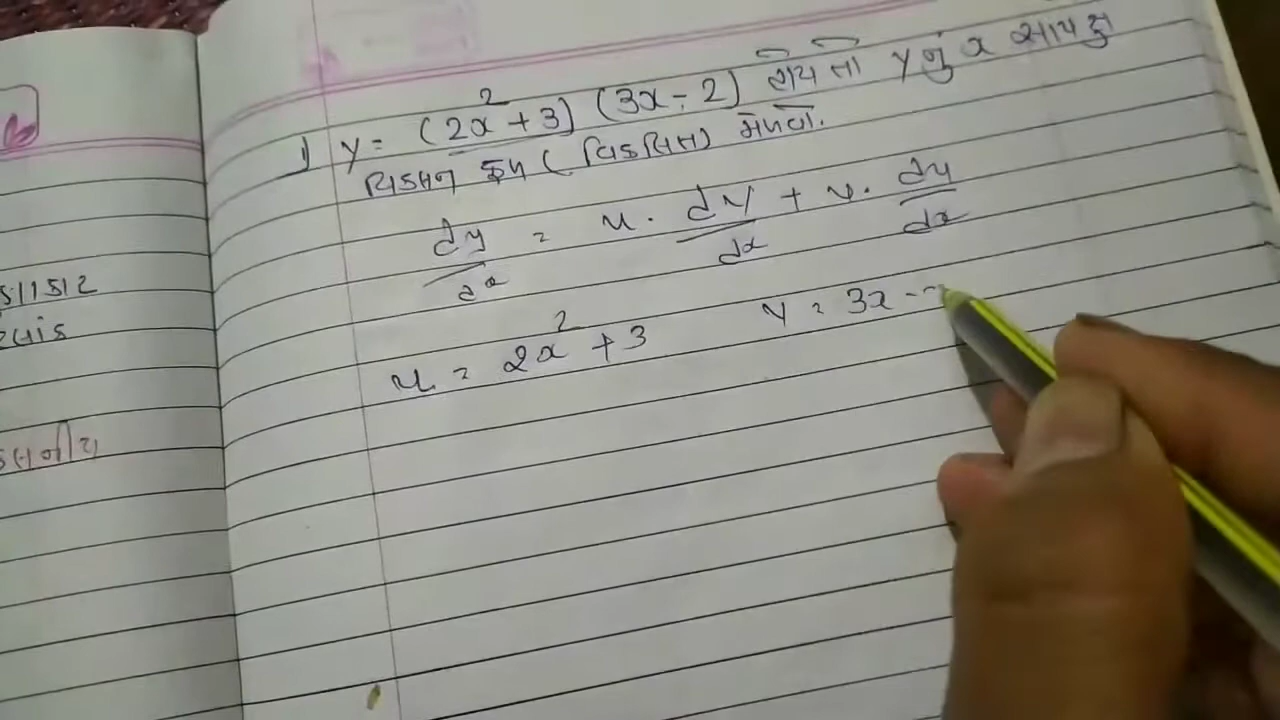 1) y = (2x² + 3) (3x - 2) હોય તો y નું x સાપેક્ષ
વિકલન ફળ ( વિકલિત) મેળવો.
dy/dx = u · dv/dx + v · du/dx
u = 2x² + 3 v = 3x -